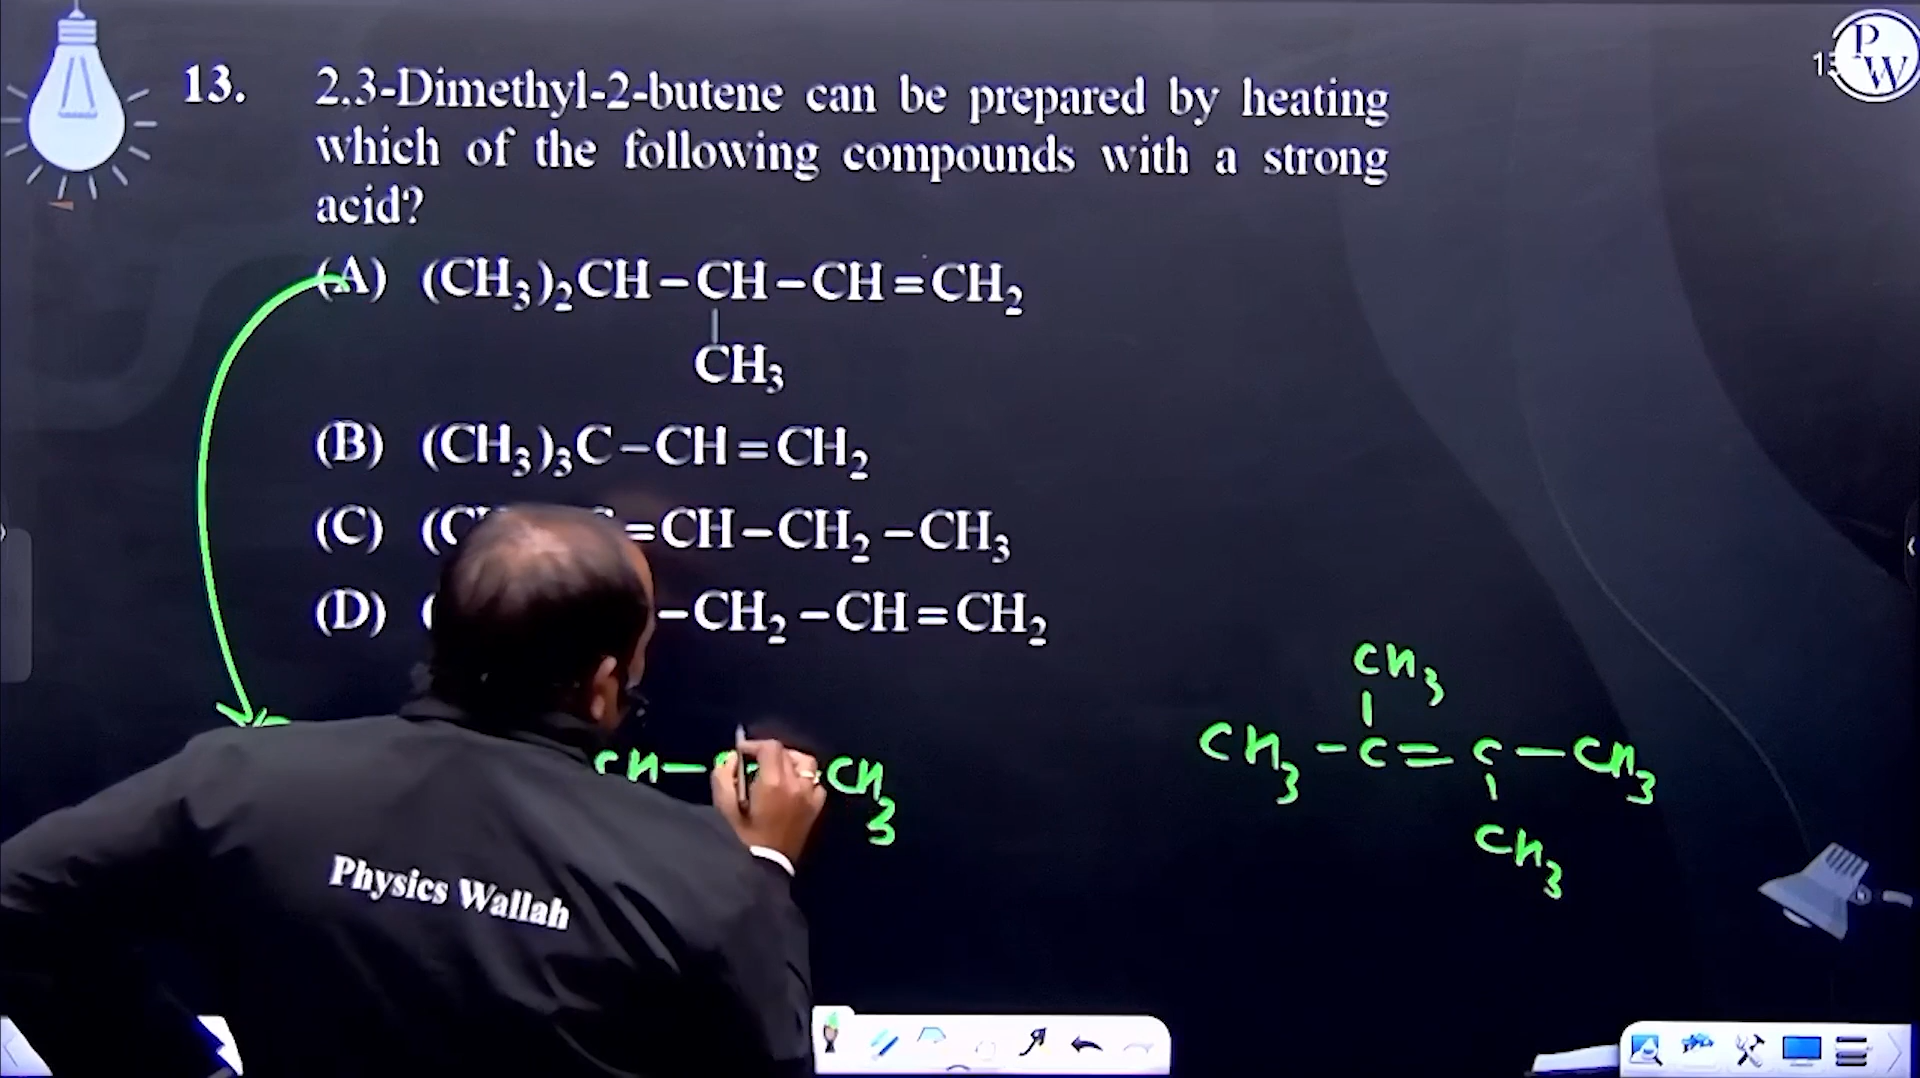 13. 2,3-Dimethyl-2-butene can be prepared by heating
which of the following compounds with a strong
acid?
(A) (CH₃)₂CH–CH–CH=CH₂
CH₃
(B) (CH₃)₃C–CH=CH₂
(C) =CH–CH₂–CH₃
(D) –CH₂–CH=CH₂
CH₃
CH₃–C=C–CH₃
CH₃
CH– CH₃
Physics Wallah
PW